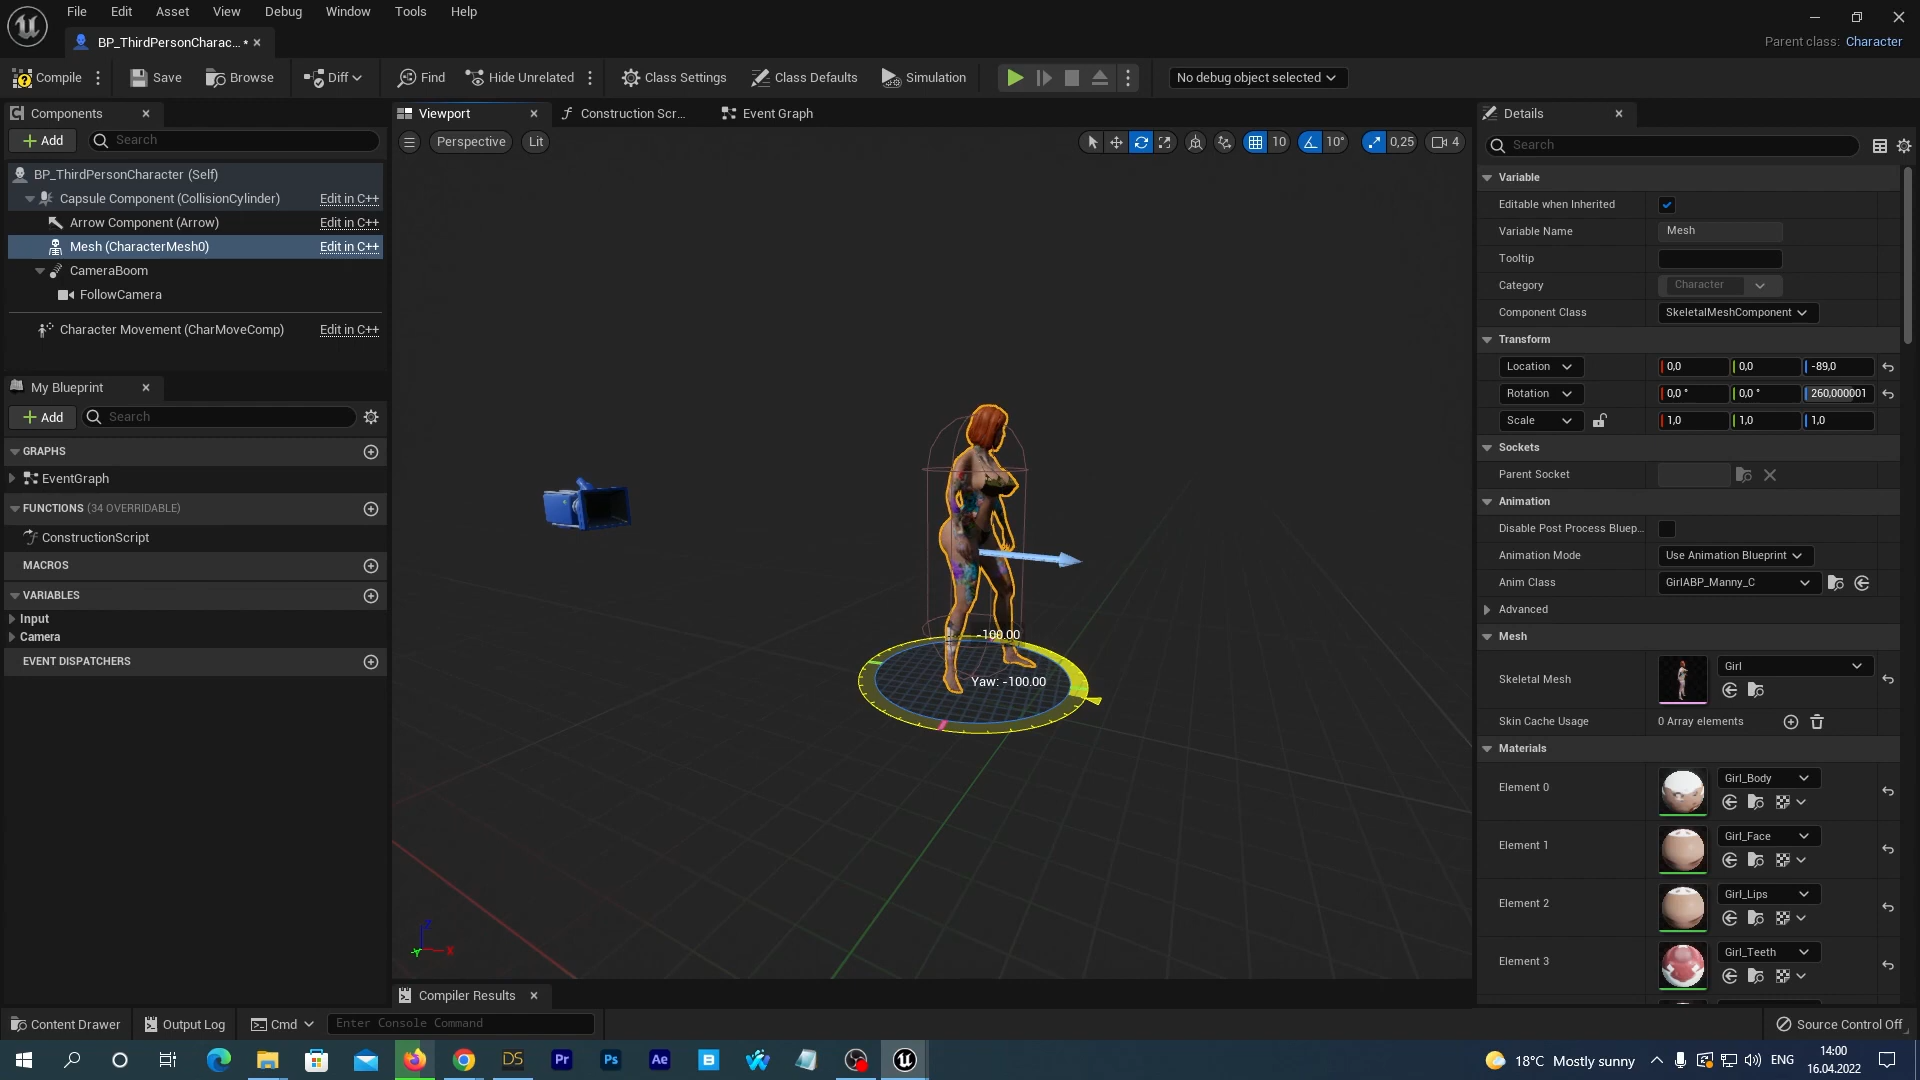 File Edit Asset View Debug Window Tools Help
BP_ThirdPersonCharac... •
Parent class: Character
Compile Save Browse Diff Find Hide Unrelated Class Settings Class Defaults Simulation No debug object selected
Components
Add Search
BP_ThirdPersonCharacter (Self)
Capsule Component (CollisionCylinder) Edit in C++
Arrow Component (Arrow) Edit in C++
Mesh (CharacterMesh0) Edit in C++
CameraBoom
FollowCamera
Character Movement (CharMoveComp) Edit in C++
My Blueprint
Add Search
GRAPHS
EventGraph
FUNCTIONS (34 OVERRIDABLE)
ConstructionScript
MACROS
VARIABLES
Input
Camera
EVENT DISPATCHERS
Viewport Construction Scr... Event Graph
Perspective Lit 10 10° 0,25 4
-100.00
Yaw: -100.00
Z
X
Y
Compiler Results
Details
Search
Variable
Editable when Inherited
Variable Name Mesh
Tooltip
Category Character
Component Class SkeletalMeshComponent
Transform
Location 0,0 0,0 -89,0
Rotation 0,0 ° 0,0 ° 260,000001
Scale 1,0 1,0 1,0
Sockets
Parent Socket
Animation
Disable Post Process Bluep...
Animation Mode Use Animation Blueprint
Anim Class GirlABP_Manny_C
Advanced
Mesh
Skeletal Mesh Girl
Skin Cache Usage 0 Array elements
Materials
Element 0 Girl_Body
Element 1 Girl_Face
Element 2 Girl_Lips
Element 3 Girl_Teeth
Content Drawer Output Log Cmd Enter Console Command Source Control Off
DS Pr Ps Ae B
18°C Mostly sunny ENG 14:00
16.04.2022